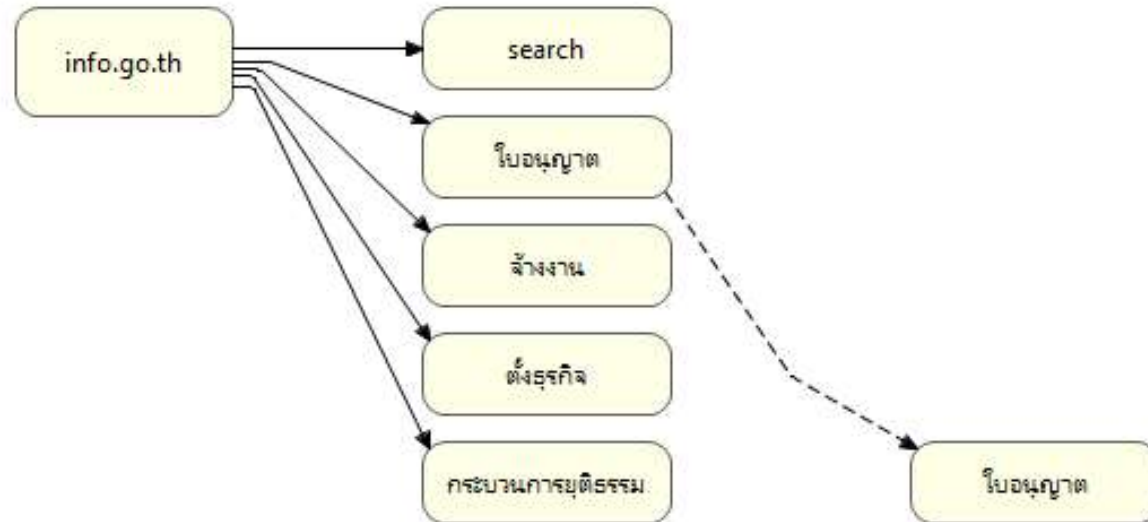 info.go.th
search
ใบอนุญาต
จ้างงาน
ตั้งธุรกิจ
กระบวนการยุติธรรม
ใบอนุญาต